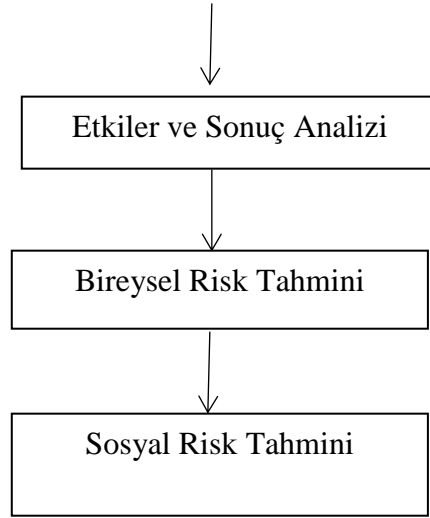 Etkiler ve Sonuç Analizi
Bireysel Risk Tahmini
Sosyal Risk Tahmini